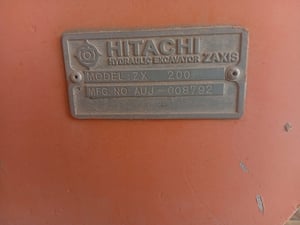 HITACHI
HYDRAULIC EXCAVATOR ZAXIS
MODEL: ZX 200
MFG NO AUJ-008792